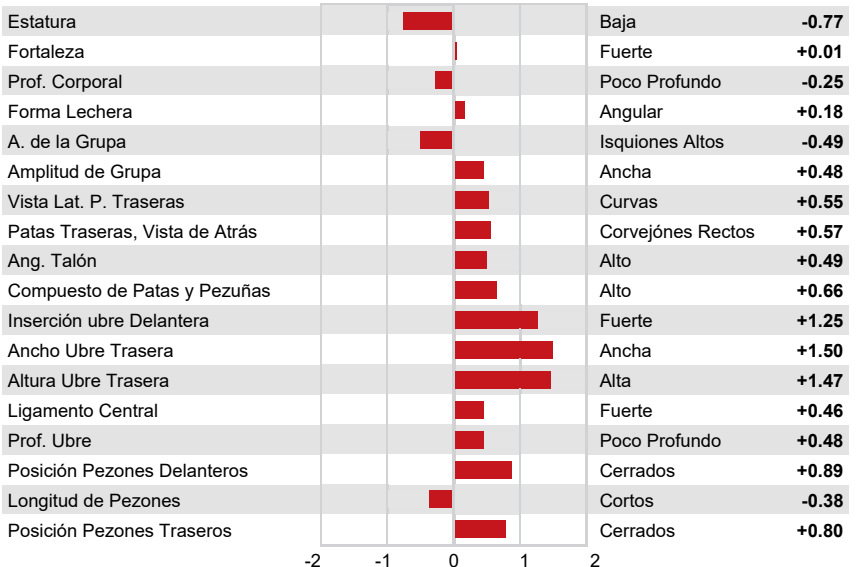 Estatura Baja -0.77
Fortaleza Fuerte +0.01
Prof. Corporal Poco Profundo -0.25
Forma Lechera Angular +0.18
A. de la Grupa Isquiones Altos -0.49
Amplitud de Grupa Ancha +0.48
Vista Lat. P. Traseras Curvas +0.55
Patas Traseras, Vista de Atrás Corvejónes Rectos +0.57
Ang. Talón Alto +0.49
Compuesto de Patas y Pezuñas Alto +0.66
Inserción ubre Delantera Fuerte +1.25
Ancho Ubre Trasera Ancha +1.50
Altura Ubre Trasera Alta +1.47
Ligamento Central Fuerte +0.46
Prof. Ubre Poco Profundo +0.48
Posición Pezones Delanteros Cerrados +0.89
Longitud de Pezones Cortos -0.38
Posición Pezones Traseros Cerrados +0.80
-2 -1 0 1 2